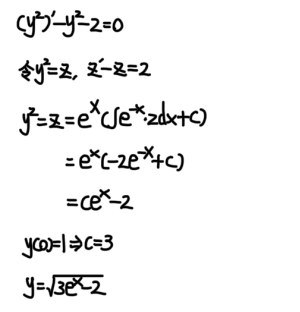 (y²)′-y²-2=0
令y²=z, z′-z=2
y²=z=eˣ(∫e⁻ˣ·2dx+c)
=eˣ(-2e⁻ˣ+c)
=ceˣ-2
y(0)=1⇒c=3
y=√(3eˣ-2)